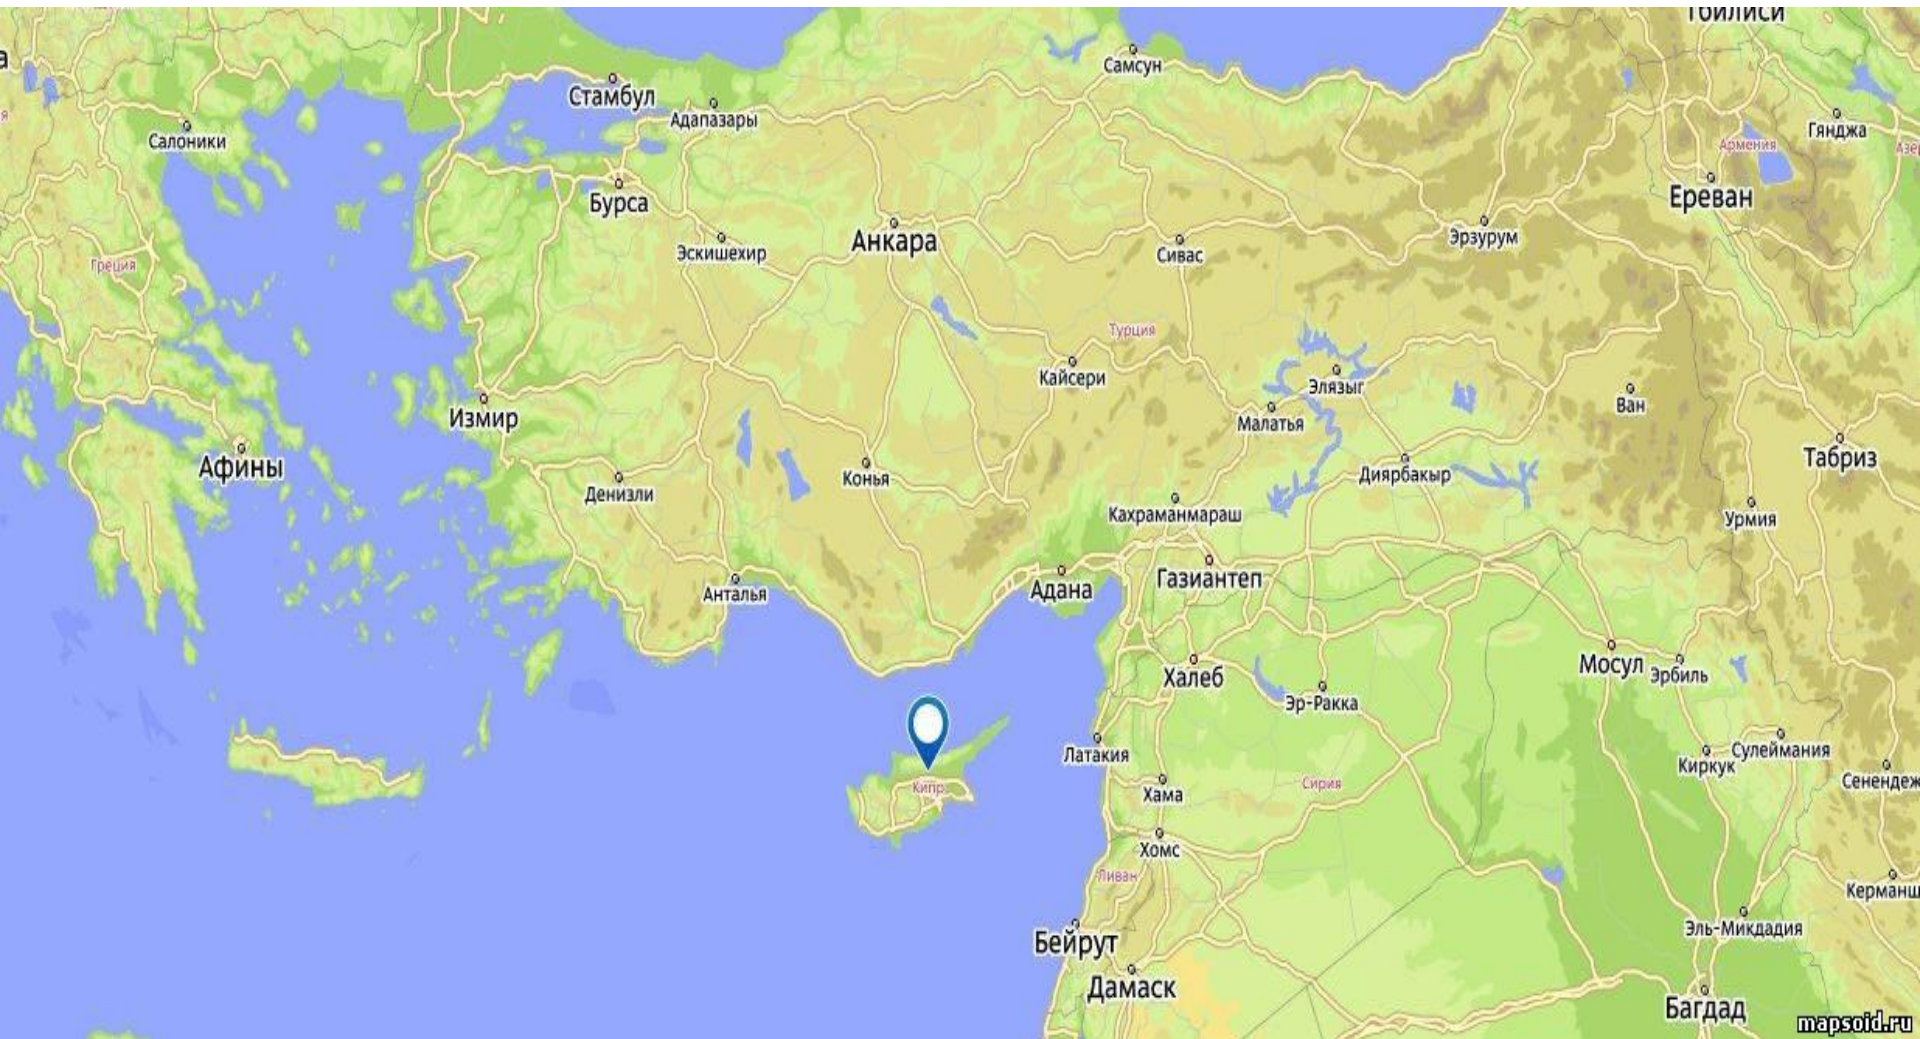 Тбилиси
Самсун
Стамбул
Адапазары
Гянджа
Салоники
Армения
Бурса
Ереван
Эскишехир
Анкара
Сивас
Эрзурум
Греция
Турция
Кайсери
Элязыг
Ван
Измир
Малатья
Афины
Денизли
Конья
Диярбакыр
Табриз
Кахраманмараш
Урмия
Анталья
Адана
Газиантеп
Халеб
Эр-Ракка
Мосул
Эрбиль
Латакия
Киркук
Сулеймания
Кипр
Хама
Сирия
Сенендеж
Хомс
Ливан
Керманш
Бейрут
Эль-Микдадия
Дамаск
Багдад
mapsoid.ru